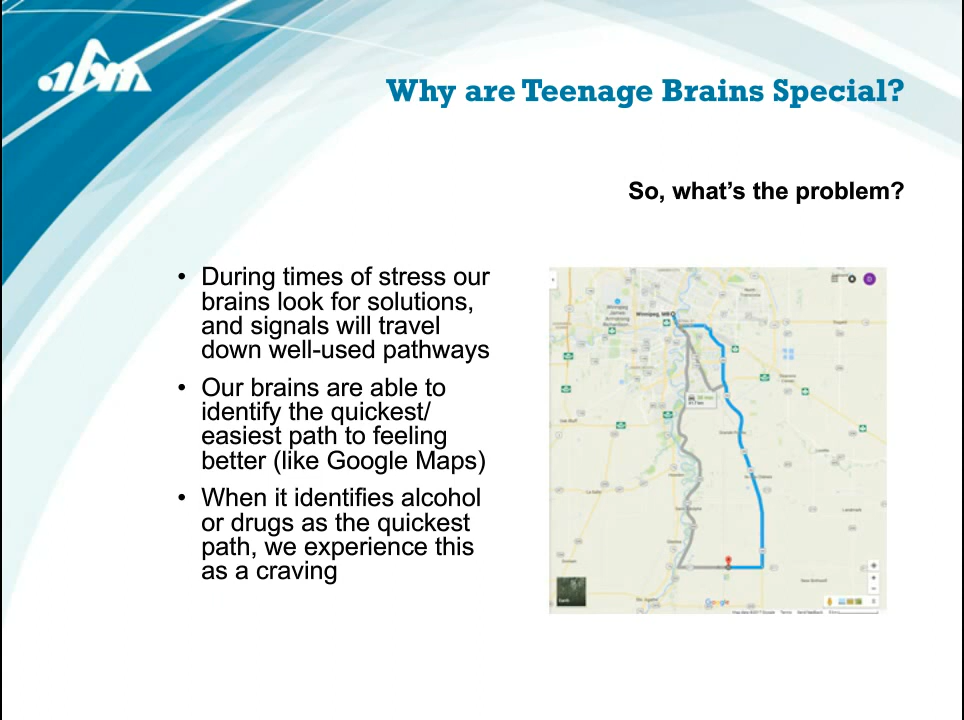 afm
Why are Teenage Brains Special?
So, what’s the problem?
• During times of stress our
brains look for solutions,
and signals will travel
down well-used pathways
• Our brains are able to
identify the quickest/
easiest path to feeling
better (like Google Maps)
• When it identifies alcohol
or drugs as the quickest
path, we experience this
as a craving
Winnipeg, MB
Google